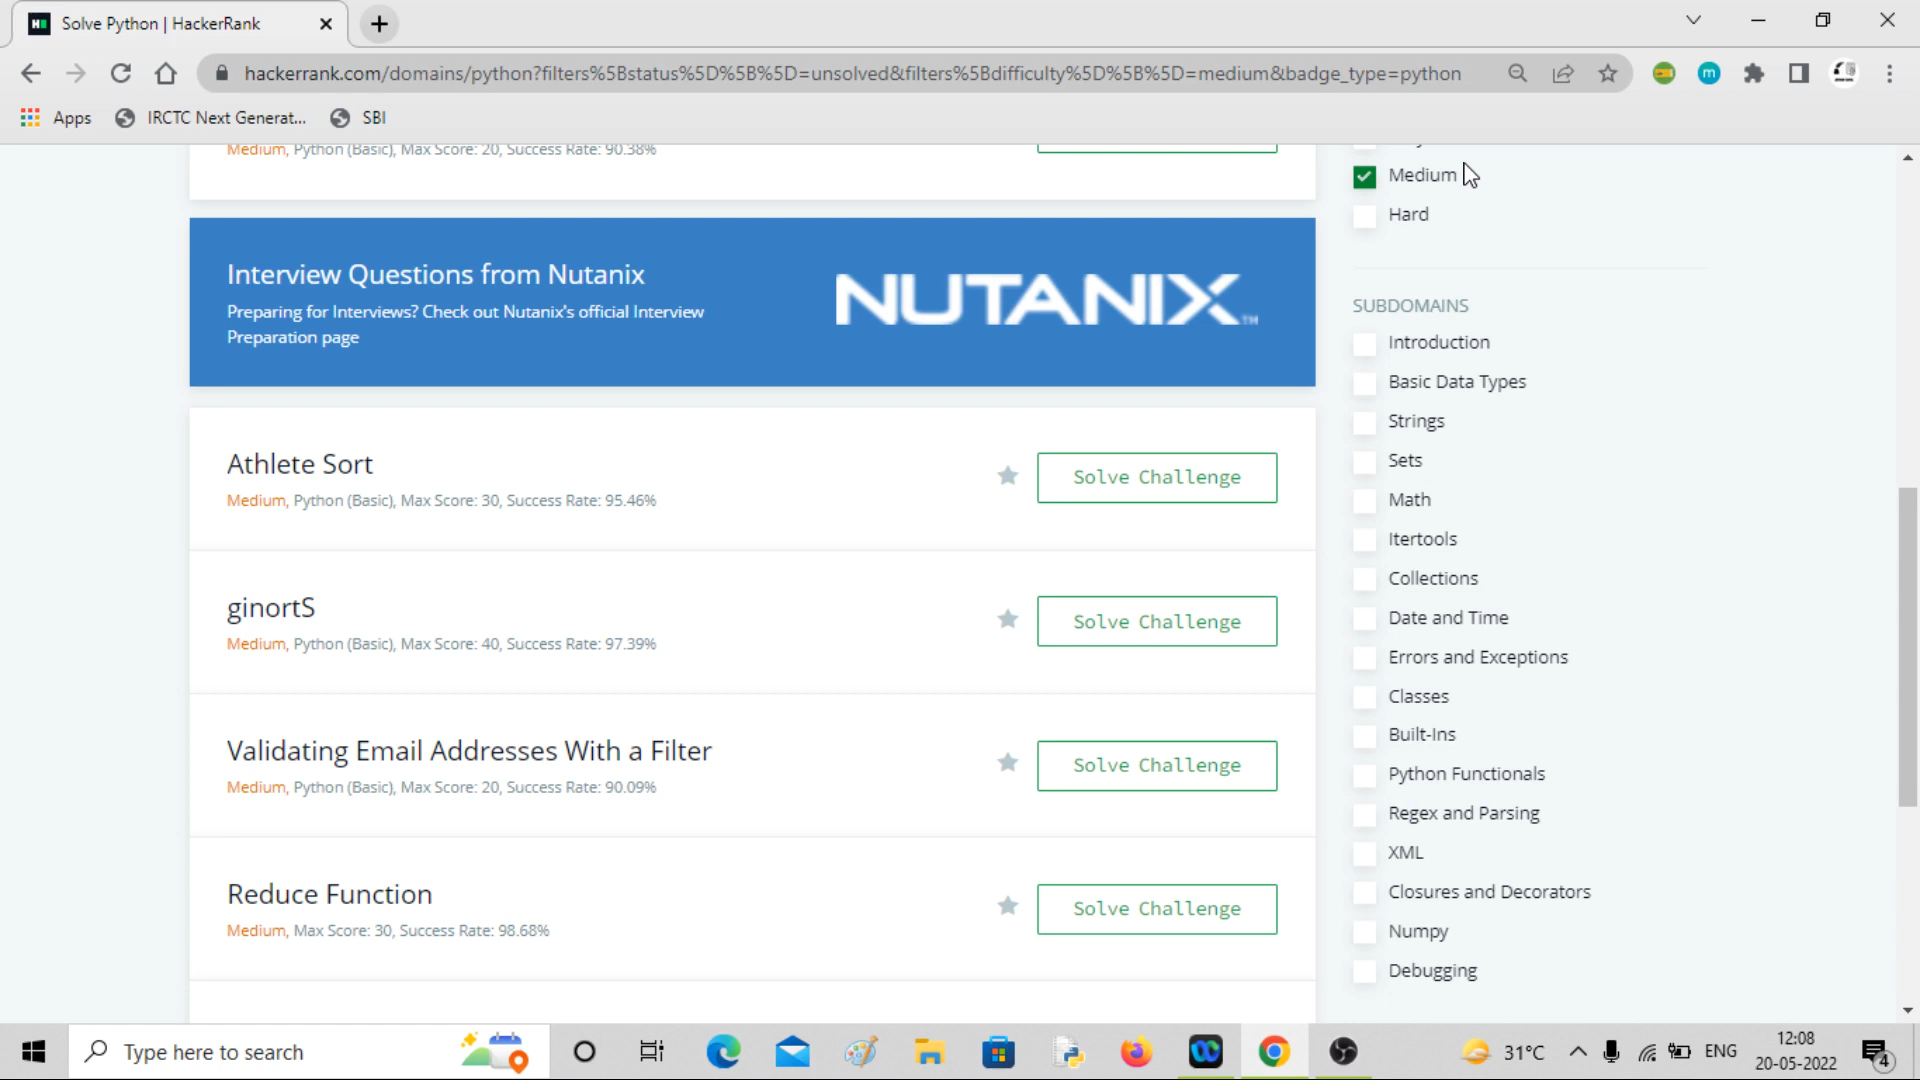 Solve Python | HackerRank
hackerrank.com/domains/python?filters%5Bstatus%5D%5B%5D=unsolved&filters%5Bdifficulty%5D%5B%5D=medium&badge_type=python
m
Apps
IRCTC Next Generat...
SBI
Medium, Python (Basic), Max Score: 20, Success Rate: 90.38%
Medium
Hard
Interview Questions from Nutanix
Preparing for Interviews? Check out Nutanix's official Interview
Preparation page
NUTANIX™
SUBDOMAINS
Introduction
Basic Data Types
Strings
Sets
Math
Itertools
Collections
Date and Time
Errors and Exceptions
Classes
Built-Ins
Python Functionals
Regex and Parsing
XML
Closures and Decorators
Numpy
Debugging
Athlete Sort
Medium, Python (Basic), Max Score: 30, Success Rate: 95.46%
Solve Challenge
ginortS
Medium, Python (Basic), Max Score: 40, Success Rate: 97.39%
Solve Challenge
Validating Email Addresses With a Filter
Medium, Python (Basic), Max Score: 20, Success Rate: 90.09%
Solve Challenge
Reduce Function
Medium, Max Score: 30, Success Rate: 98.68%
Solve Challenge
Type here to search
31°C
ENG
12:08
20-05-2022
4